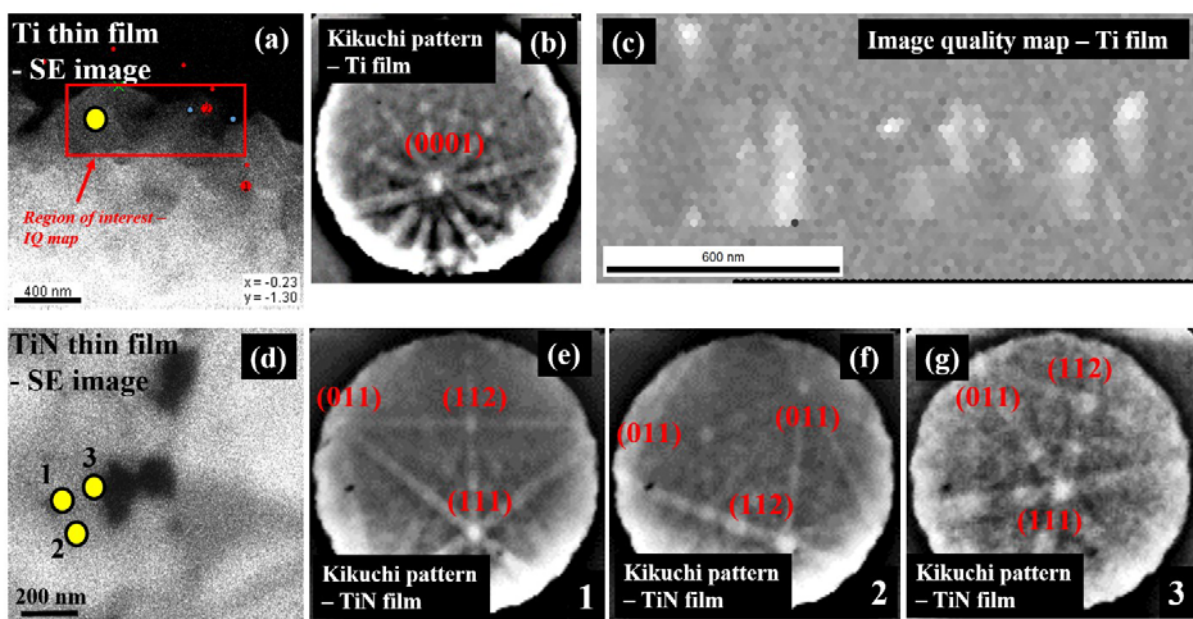 Ti thin film
- SE image
(a)
Region of interest –
IQ map
400 nm
x = -0.23
y = -1.30
Kikuchi pattern
– Ti film
(b)
(0001)
(c)
Image quality map – Ti film
600 nm
TiN thin film
- SE image
(d)
1
3
2
200 nm
(e)
(011)
(112)
(111)
Kikuchi pattern
– TiN film
1
(f)
(011)
(011)
(112)
Kikuchi pattern
– TiN film
2
(g)
(112)
(011)
(111)
Kikuchi pattern
– TiN film
3